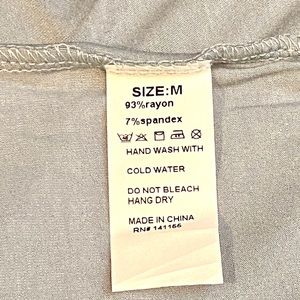 SIZE:M
93%rayon
7%spandex
HAND WASH WITH
COLD WATER
DO NOT BLEACH
HANG DRY
MADE IN CHINA
RN# 141166